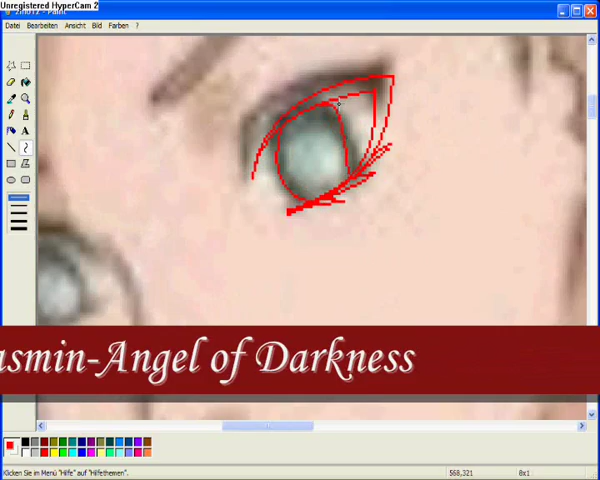 Unregistered HyperCam 2
Paint
Datei Bearbeiten Ansicht Bild Farben ?
A
asmin-Angel of Darkness
Klicken Sie im Menü "Hilfe" auf "Hilfethemen".
568,321
8x1